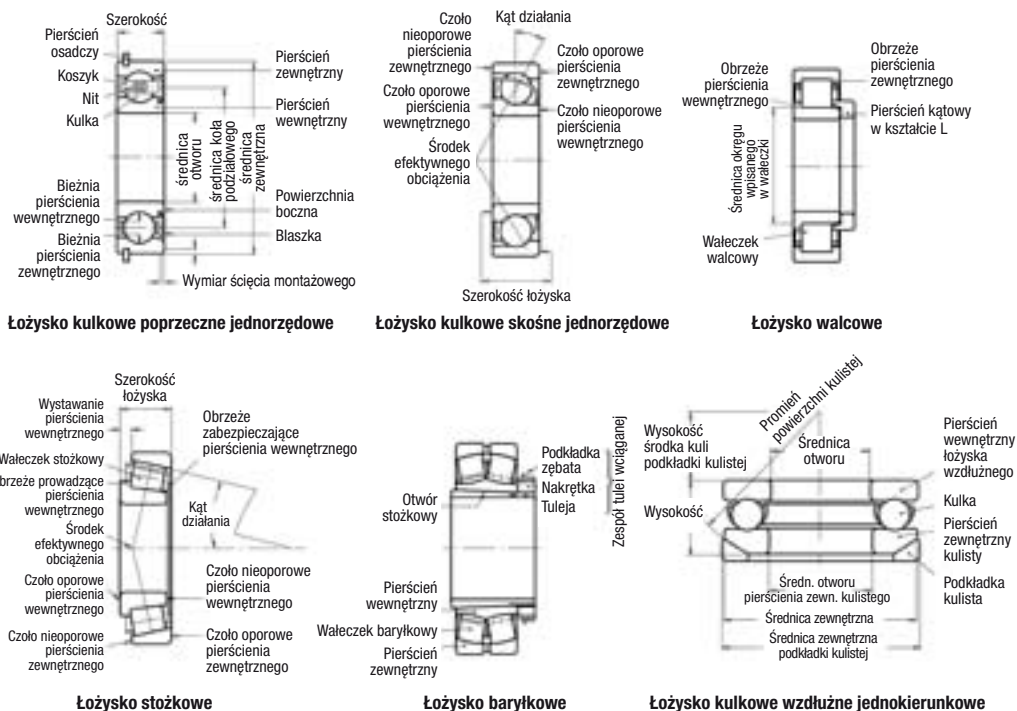 Szerokość
Pierścień
osadczy
Koszyk
Nit
Kulka
Pierścień
zewnętrzny
Pierścień
wewnętrzny
średnica
otworu
średnica koła
podziałowego
średnica
zewnętrzna
Bieżnia
pierścienia
wewnętrznego
Bieżnia
pierścienia
zewnętrznego
Powierzchnia
boczna
Blaszka
Wymiar ścięcia montażowego
Łożysko kulkowe poprzeczne jednorzędowe
Czoło
nieoporowe
pierścienia
zewnętrznego
Kąt działania
Czoło oporowe
pierścienia
zewnętrznego
Czoło oporowe
pierścienia
wewnętrznego
Czoło nieoporowe
pierścienia
wewnętrznego
Środek
efektywnego
obciążenia
Szerokość łożyska
Łożysko kulkowe skośne jednorzędowe
Obrzeże
pierścienia
wewnętrznego
Obrzeże
pierścienia
zewnętrznego
Pierścień kątowy
w kształcie L
Średnica okręgu
wpisanego
w wałeczki
Wałeczek
walcowy
Łożysko walcowe
Szerokość
łożyska
Wystawanie
pierścienia
wewnętrznego
Wałeczek stożkowy
brzeże prowadzące
pierścienia
wewnętrznego
Środek
efektywnego
obciążenia
Czoło oporowe
pierścienia
wewnętrznego
Czoło nieoporowe
pierścienia
zewnętrznego
Obrzeże
zabezpieczające
pierścienia wewnętrznego
Kąt
działania
Czoło nieoporowe
pierścienia
wewnętrznego
Czoło oporowe
pierścienia
zewnętrznego
Łożysko stożkowe
Podkładka
zębata
Nakrętka
Tuleja
Zespół tulei wciąganej
Otwór
stożkowy
Pierścień
wewnętrzny
Wałeczek baryłkowy
Pierścień
zewnętrzny
Łożysko baryłkowe
Promień
powierzchni kulistej
Wysokość
środka kuli
podkładki kulistej
Średnica
otworu
Wysokość
Pierścień
wewnętrzny
łożyska
wzdłużnego
Kulka
Pierścień
zewnętrzny
kulisty
Podkładka
kulista
Średn. otworu
pierścienia zewn. kulistego
Średnica zewnętrzna
Średnica zewnętrzna
podkładki kulistej
Łożysko kulkowe wzdłużne jednokierunkowe